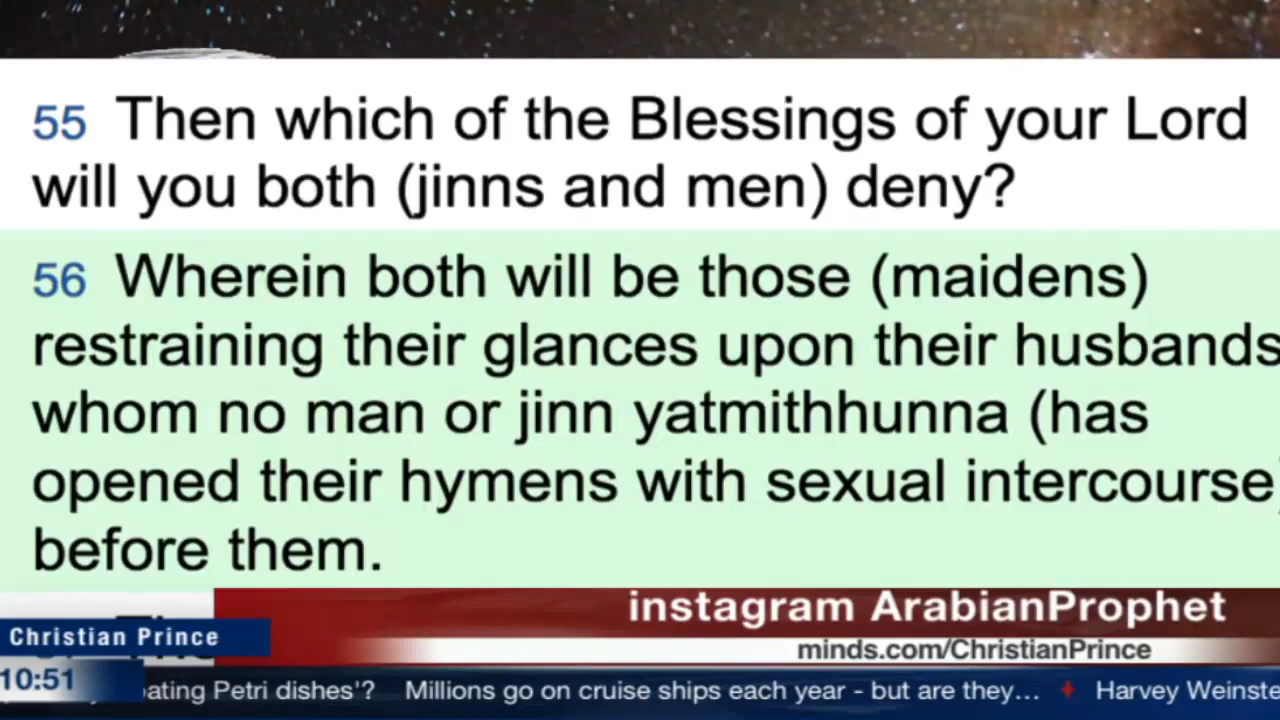 55 Then which of the Blessings of your Lord
will you both (jinns and men) deny?
56 Wherein both will be those (maidens)
restraining their glances upon their husbands
whom no man or jinn yatmithhunna (has
opened their hymens with sexual intercourse)
before them.
instagram ArabianProphet
Christian Prince
minds.com/ChristianPrince
10:51
ating Petri dishes'? Millions go on cruise ships each year - but are they... Harvey Weinste